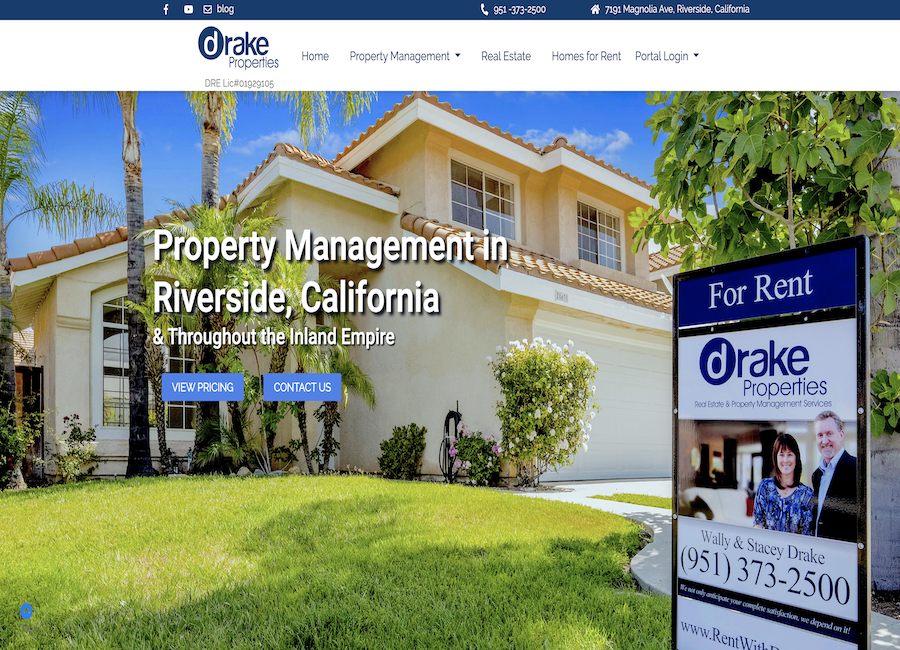 blog
951 -373-2500
7191 Magnolia Ave, Riverside, California
drake
Properties
DRE Lic#01929105
Home
Property Management
Real Estate
Homes for Rent
Portal Login
Property Management in
Riverside, California
& Throughout the Inland Empire
VIEW PRICING
CONTACT US
For Rent
drake
Properties
Real Estate & Property Management Services
Wally & Stacey Drake
(951) 373-2500
We not only anticipate your complete satisfaction, we depend on it!
www.RentWithD